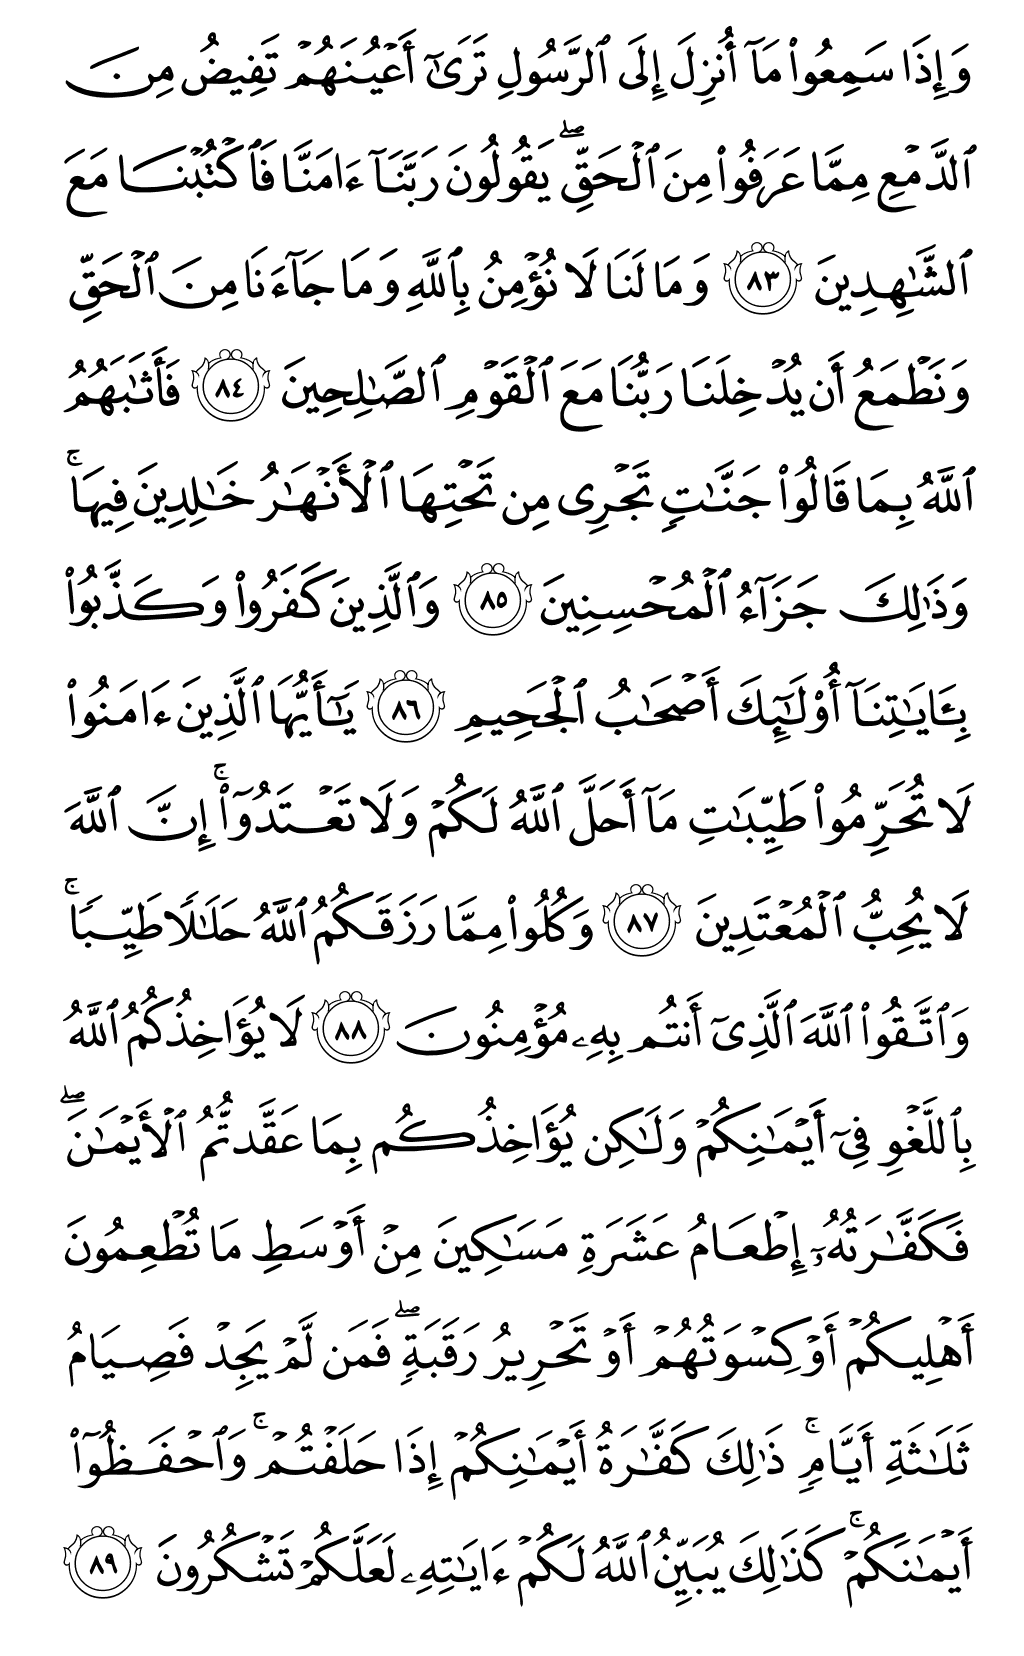 وَإِذَا سَمِعُوا۟ مَآ أُنزِلَ إِلَى ٱلرَّسُولِ تَرَىٰٓ أَعْيُنَهُمْ تَفِيضُ مِنَ
ٱلدَّمْعِ مِمَّا عَرَفُوا۟ مِنَ ٱلْحَقِّ ۖ يَقُولُونَ رَبَّنَآ ءَامَنَّا فَٱكْتُبْنَا مَعَ
ٱلشَّـٰهِدِينَ ٨٣ وَمَا لَنَا لَا نُؤْمِنُ بِٱللَّهِ وَمَا جَآءَنَا مِنَ ٱلْحَقِّ
وَنَطْمَعُ أَن يُدْخِلَنَا رَبُّنَا مَعَ ٱلْقَوْمِ ٱلصَّـٰلِحِينَ ٨٤ فَأَثَـٰبَهُمُ
ٱللَّهُ بِمَا قَالُوا۟ جَنَّـٰتٍ تَجْرِى مِن تَحْتِهَا ٱلْأَنْهَـٰرُ خَـٰلِدِينَ فِيهَا ۚ
وَذَٰلِكَ جَزَآءُ ٱلْمُحْسِنِينَ ٨٥ وَٱلَّذِينَ كَفَرُوا۟ وَكَذَّبُوا۟
بِـَٔايَـٰتِنَآ أُو۟لَـٰٓئِكَ أَصْحَـٰبُ ٱلْجَحِيمِ ٨٦ يَـٰٓأَيُّهَا ٱلَّذِينَ ءَامَنُوا۟
لَا تُحَرِّمُوا۟ طَيِّبَـٰتِ مَآ أَحَلَّ ٱللَّهُ لَكُمْ وَلَا تَعْتَدُوٓا۟ ۚ إِنَّ ٱللَّهَ
لَا يُحِبُّ ٱلْمُعْتَدِينَ ٨٧ وَكُلُوا۟ مِمَّا رَزَقَكُمُ ٱللَّهُ حَلَـٰلًا طَيِّبًا ۚ
وَٱتَّقُوا۟ ٱللَّهَ ٱلَّذِىٓ أَنتُم بِهِۦ مُؤْمِنُونَ ٨٨ لَا يُؤَاخِذُكُمُ ٱللَّهُ
بِٱللَّغْوِ فِىٓ أَيْمَـٰنِكُمْ وَلَـٰكِن يُؤَاخِذُكُم بِمَا عَقَّدتُّمُ ٱلْأَيْمَـٰنَ ۖ
فَكَفَّـٰرَتُهُۥٓ إِطْعَامُ عَشَرَةِ مَسَـٰكِينَ مِنْ أَوْسَطِ مَا تُطْعِمُونَ
أَهْلِيكُمْ أَوْ كِسْوَتُهُمْ أَوْ تَحْرِيرُ رَقَبَةٍ ۖ فَمَن لَّمْ يَجِدْ فَصِيَامُ
ثَلَـٰثَةِ أَيَّامٍ ۚ ذَٰلِكَ كَفَّـٰرَةُ أَيْمَـٰنِكُمْ إِذَا حَلَفْتُمْ ۚ وَٱحْفَظُوٓا۟
أَيْمَـٰنَكُمْ ۚ كَذَٰلِكَ يُبَيِّنُ ٱللَّهُ لَكُمْ ءَايَـٰتِهِۦ لَعَلَّكُمْ تَشْكُرُونَ ٨٩